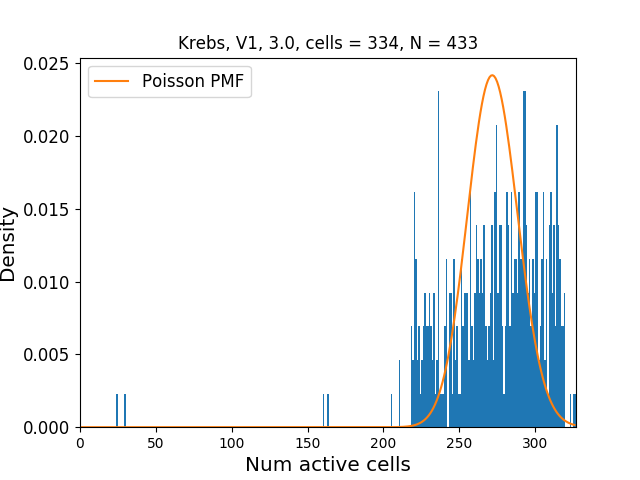 Krebs, V1, 3.0, cells = 334, N = 433
Poisson PMF
0.025
0.020
0.015
0.010
0.005
0.000
Density
0 50 100 150 200 250 300
Num active cells